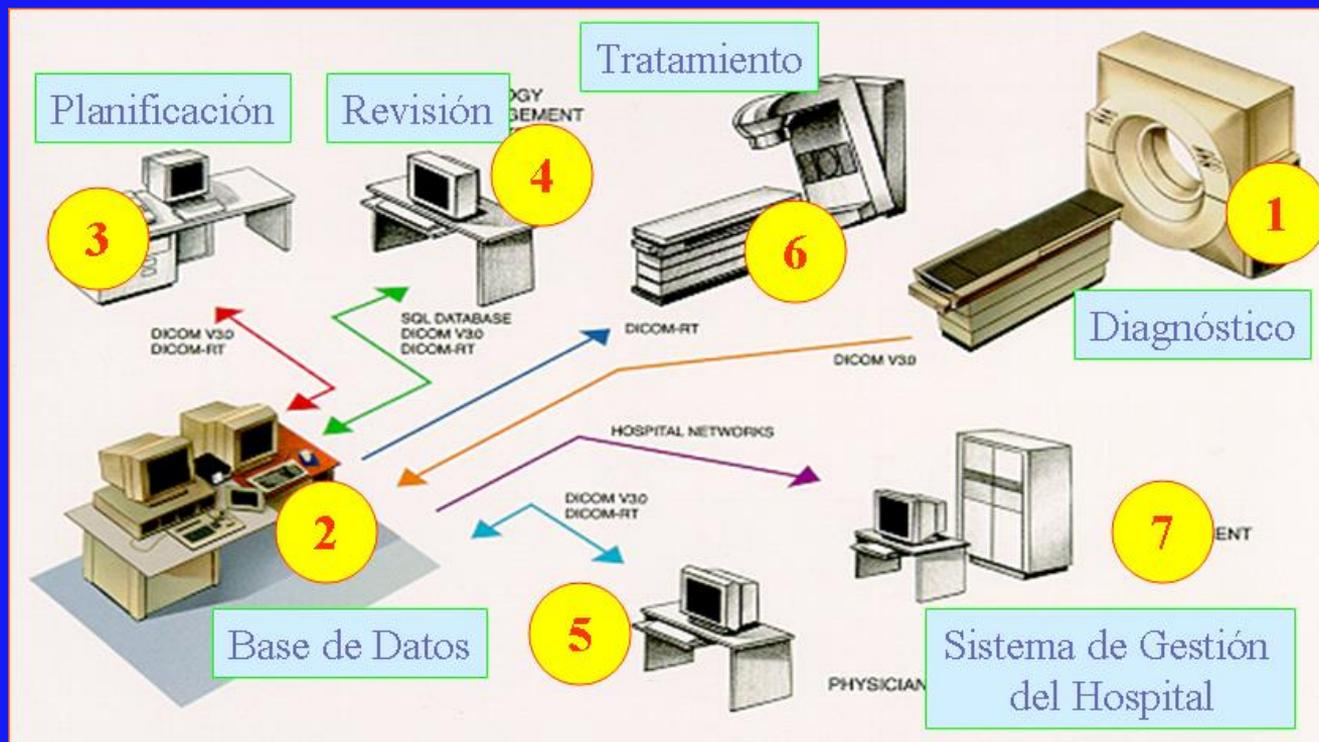 Tratamiento
Planificación
Revisión
GEMENT
4
3
6
1
Diagnóstico
DICOM V3.0
DICOM-RT
SQL DATABASE
DICOM V3.0
DICOM-RT
DICOM-RT
DICOM V3.0
HOSPITAL NETWORKS
DICOM V3.0
DICOM-RT
2
5
7
ENT
Base de Datos
PHYSICIAN
Sistema de Gestión
del Hospital